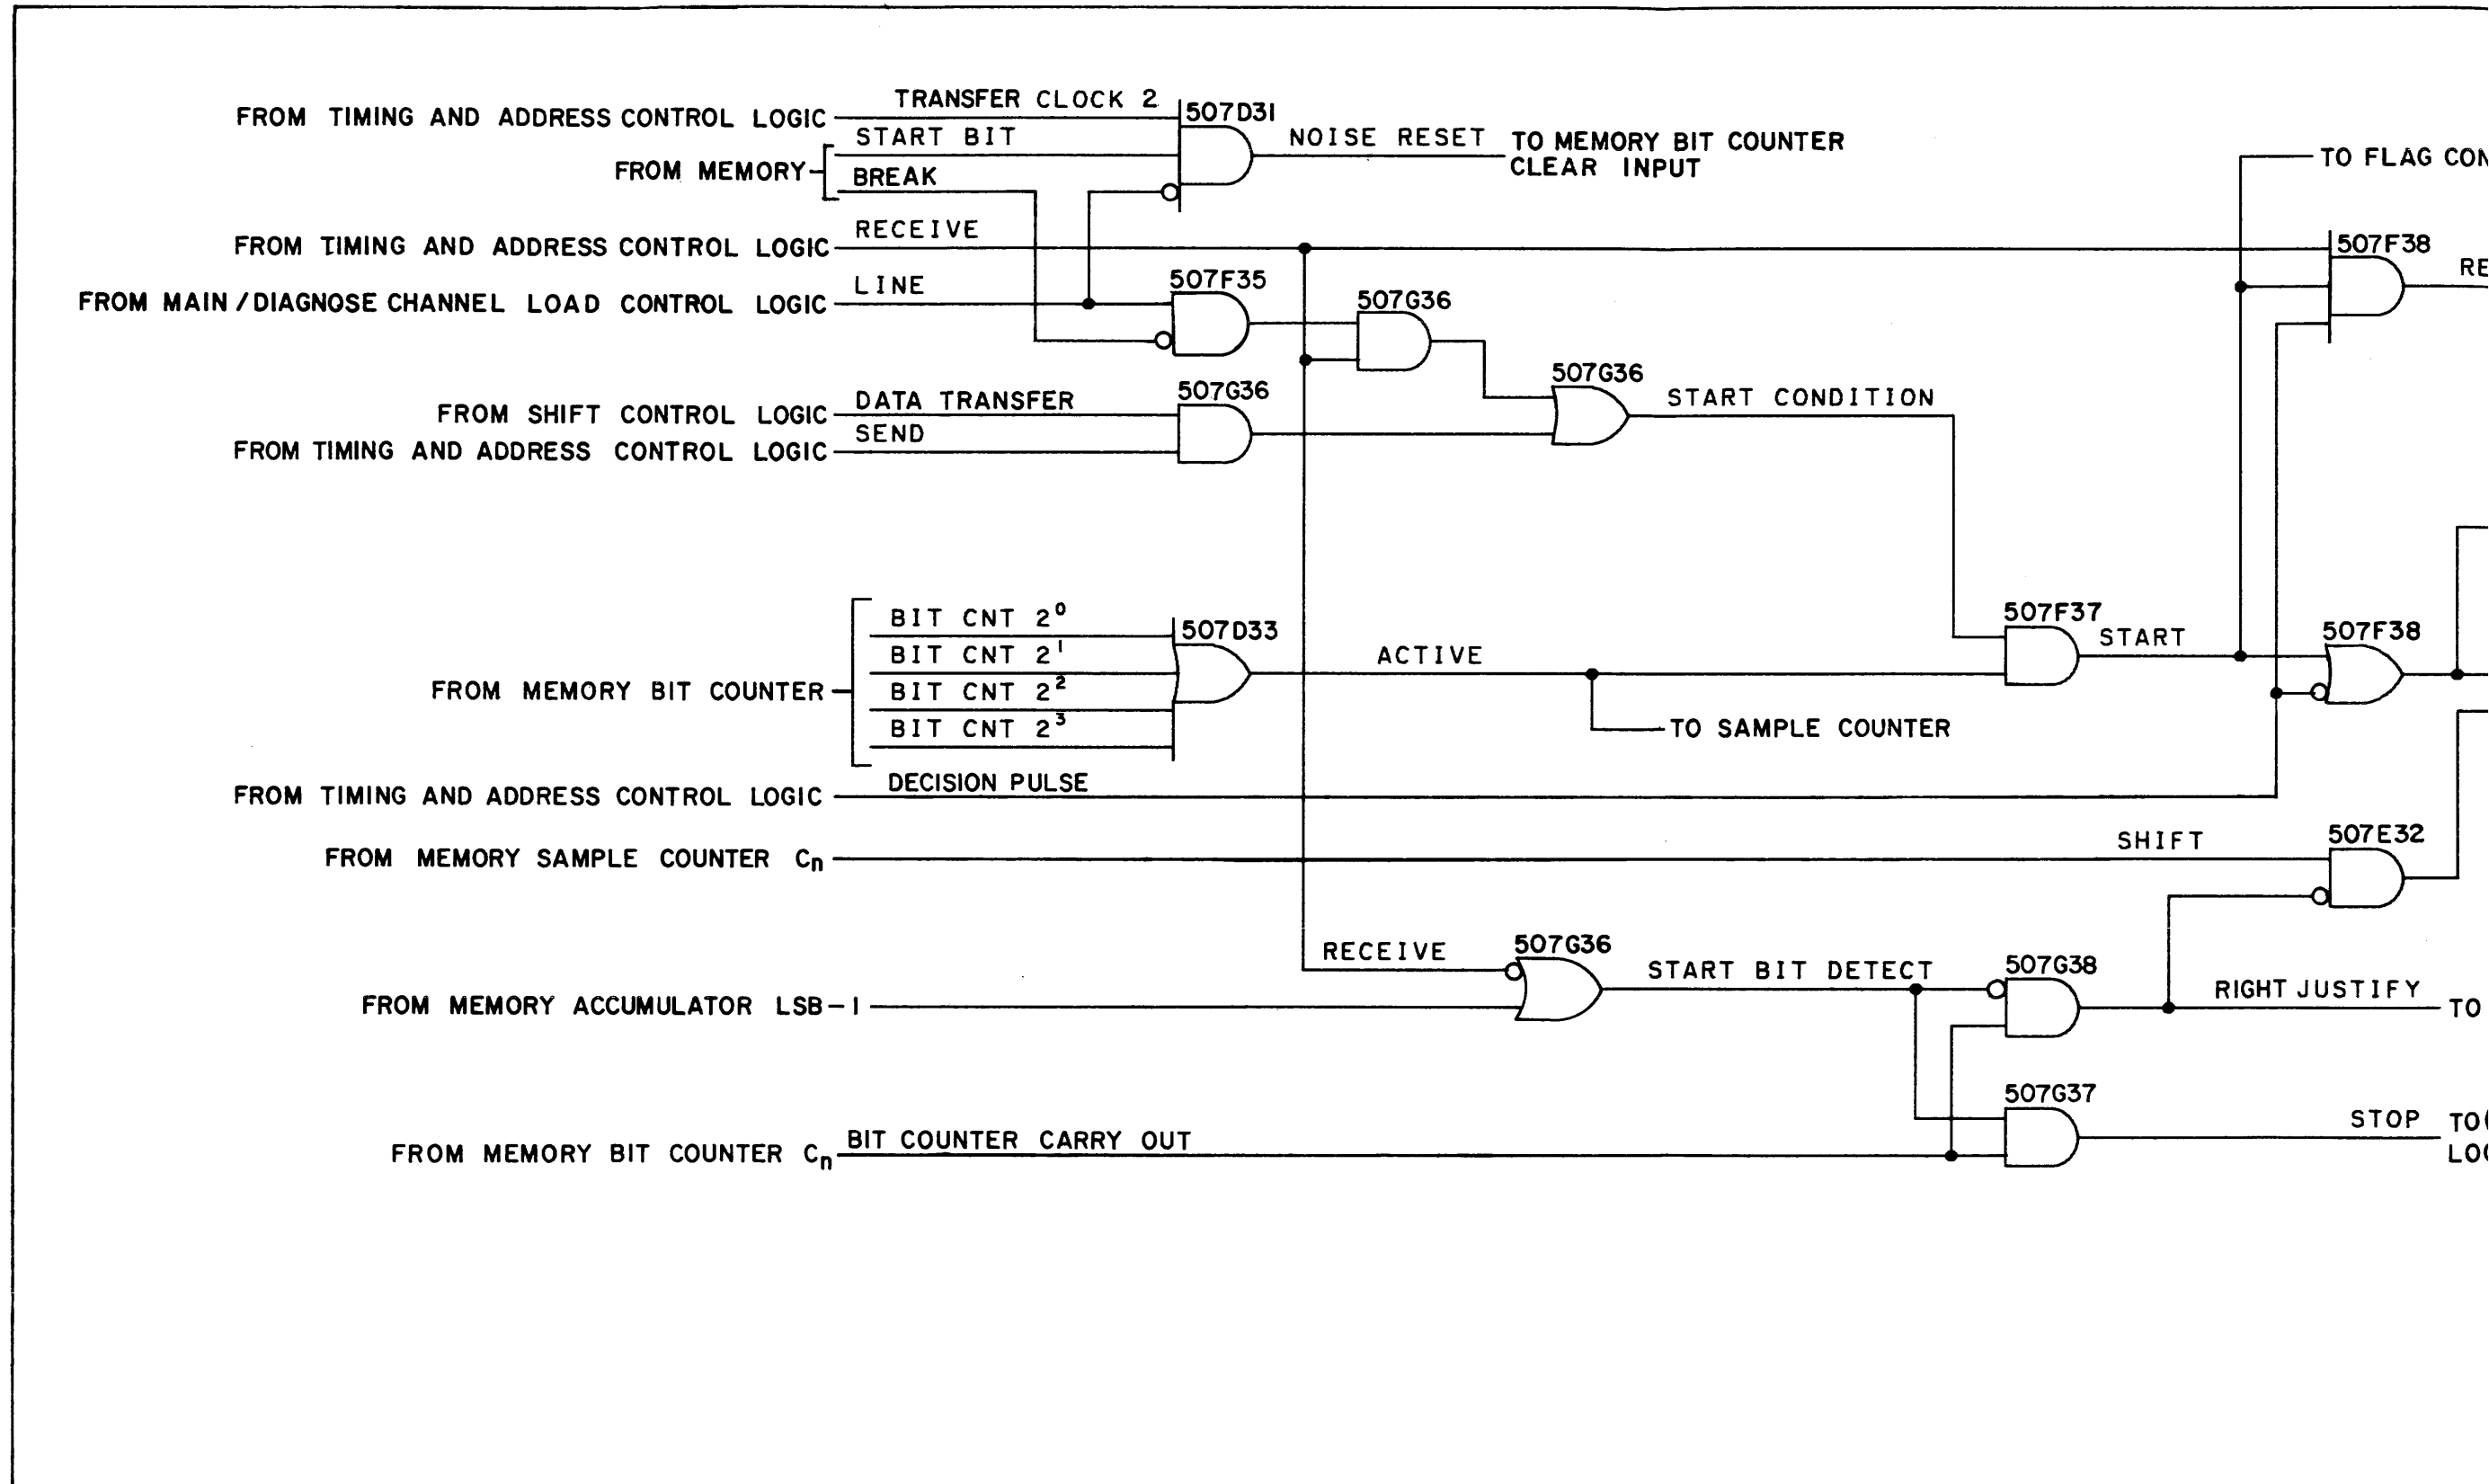 TRANSFER CLOCK 2
FROM TIMING AND ADDRESS CONTROL LOGIC
507D31
START BIT
NOISE RESET
TO MEMORY BIT COUNTER
CLEAR INPUT
FROM MEMORY
BREAK
TO FLAG CON
RECEIVE
FROM TIMING AND ADDRESS CONTROL LOGIC
507F38
RE
LINE
FROM MAIN / DIAGNOSE CHANNEL LOAD CONTROL LOGIC
507F35
507G36
507G36
DATA TRANSFER
FROM SHIFT CONTROL LOGIC
507G36
START CONDITION
SEND
FROM TIMING AND ADDRESS CONTROL LOGIC
BIT CNT 2⁰
507D33
BIT CNT 2¹
ACTIVE
507F37
START
507F38
FROM MEMORY BIT COUNTER
BIT CNT 2²
BIT CNT 2³
TO SAMPLE COUNTER
DECISION PULSE
FROM TIMING AND ADDRESS CONTROL LOGIC
SHIFT
507E32
FROM MEMORY SAMPLE COUNTER Cn
RECEIVE
507G36
START BIT DETECT
507G38
RIGHT JUSTIFY
TO
FROM MEMORY ACCUMULATOR LSB-1
507G37
STOP
TO
LO
BIT COUNTER CARRY OUT
FROM MEMORY BIT COUNTER Cn